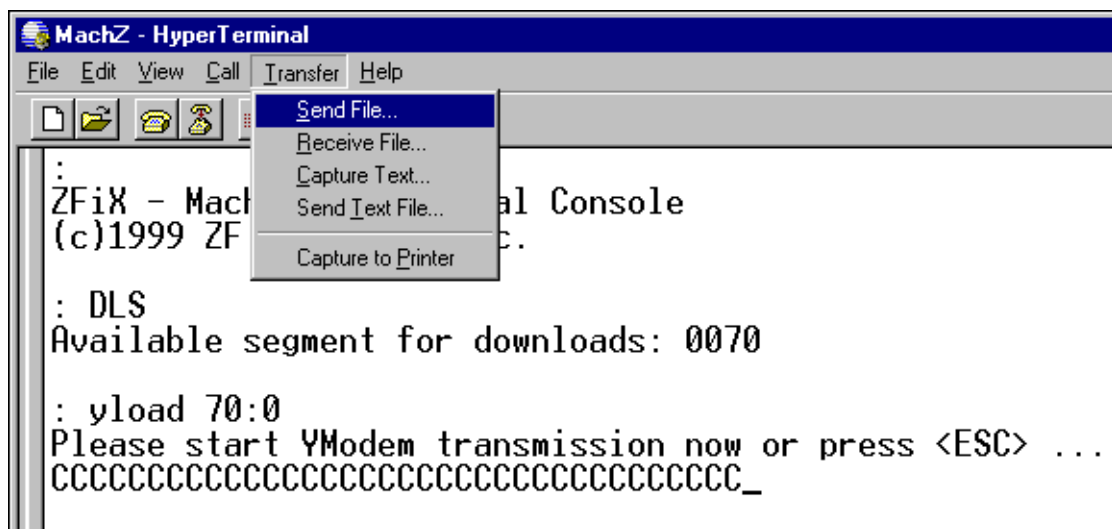 MachZ - HyperTerminal
File Edit View Call Transfer Help
Send File...
Receive File...
Capture Text...
Send Text File...
Capture to Printer
:
ZFiX - Mach al Console
(c)1999 ZF c.
: DLS
Available segment for downloads: 0070
: yload 70:0
Please start YModem transmission now or press <ESC> ...
CCCCCCCCCCCCCCCCCCCCCCCCCCCCCCCCCCCC_